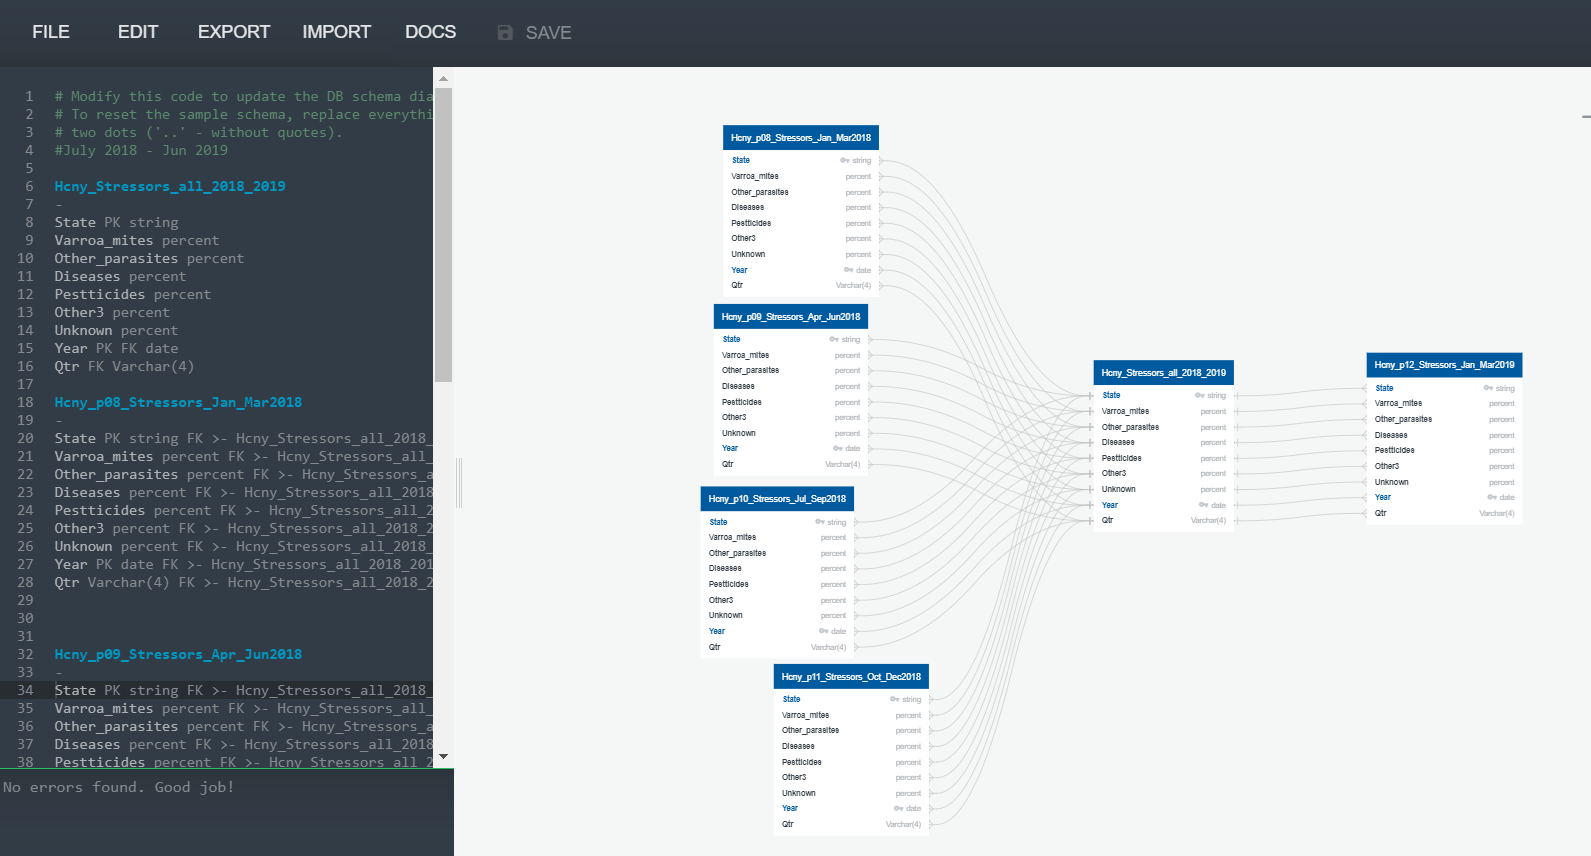 FILE EDIT EXPORT IMPORT DOCS SAVE
1 # Modify this code to update the DB schema dia
2 # To reset the sample schema, replace everythi
3 # two dots ('..' - without quotes).
4 #July 2018 - Jun 2019
5
6 Hcny_Stressors_all_2018_2019
7 -
8 State PK string
9 Varroa_mites percent
10 Other_parasites percent
11 Diseases percent
12 Pestticides percent
13 Other3 percent
14 Unknown percent
15 Year PK FK date
16 Qtr FK Varchar(4)
17
18 Hcny_p08_Stressors_Jan_Mar2018
19 -
20 State PK string FK >- Hcny_Stressors_all_2018_
21 Varroa_mites percent FK >- Hcny_Stressors_all_
22 Other_parasites percent FK >- Hcny_Stressors_a
23 Diseases percent FK >- Hcny_Stressors_all_2018
24 Pestticides percent FK >- Hcny_Stressors_all_2
25 Other3 percent FK >- Hcny_Stressors_all_2018_2
26 Unknown percent FK >- Hcny_Stressors_all_2018_
27 Year PK date FK >- Hcny_Stressors_all_2018_201
28 Qtr Varchar(4) FK >- Hcny_Stressors_all_2018_2
29
30
31
32 Hcny_p09_Stressors_Apr_Jun2018
33 -
34 State PK string FK >- Hcny_Stressors_all_2018_
35 Varroa_mites percent FK >- Hcny_Stressors_all_
36 Other_parasites percent FK >- Hcny_Stressors_a
37 Diseases percent FK >- Hcny_Stressors_all_2018
38 Pestticides percent FK >- Hcny_Stressors_all_2
No errors found. Good job!
Hcny_p08_Stressors_Jan_Mar2018
State string
Varroa_mites percent
Other_parasites percent
Diseases percent
Pestticides percent
Other3 percent
Unknown percent
Year date
Qtr Varchar(4)
Hcny_p09_Stressors_Apr_Jun2018
State string
Varroa_mites percent
Other_parasites percent
Diseases percent
Pestticides percent
Other3 percent
Unknown percent
Year date
Qtr Varchar(4)
Hcny_p10_Stressors_Jul_Sep2018
State string
Varroa_mites percent
Other_parasites percent
Diseases percent
Pestticides percent
Other3 percent
Unknown percent
Year date
Qtr Varchar(4)
Hcny_p11_Stressors_Oct_Dec2018
State string
Varroa_mites percent
Other_parasites percent
Diseases percent
Pestticides percent
Other3 percent
Unknown percent
Year date
Qtr Varchar(4)
Hcny_Stressors_all_2018_2019
State string
Varroa_mites percent
Other_parasites percent
Diseases percent
Pestticides percent
Other3 percent
Unknown percent
Year date
Qtr Varchar(4)
Hcny_p12_Stressors_Jan_Mar2019
State string
Varroa_mites percent
Other_parasites percent
Diseases percent
Pestticides percent
Other3 percent
Unknown percent
Year date
Qtr Varchar(4)